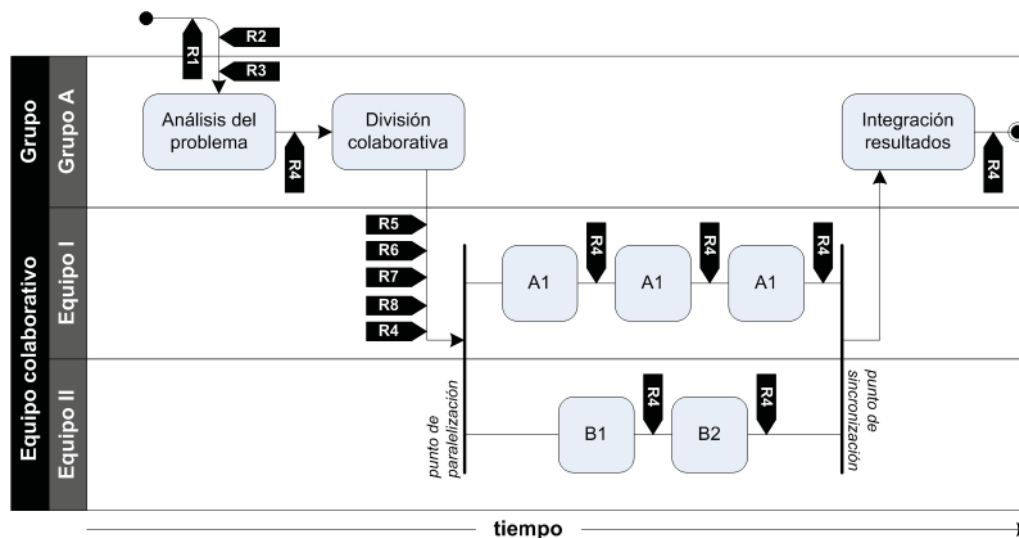 R1
R2
R3
Grupo
Grupo A
Análisis del
problema
R4
División
colaborativa
Integración
resultados
R4
Equipo colaborativo
Equipo I
R5
R6
R7
R8
R4
A1
R4
A1
R4
A1
R4
Equipo II
punto de
paralelización
B1
R4
B2
R4
punto de
sincronización
tiempo